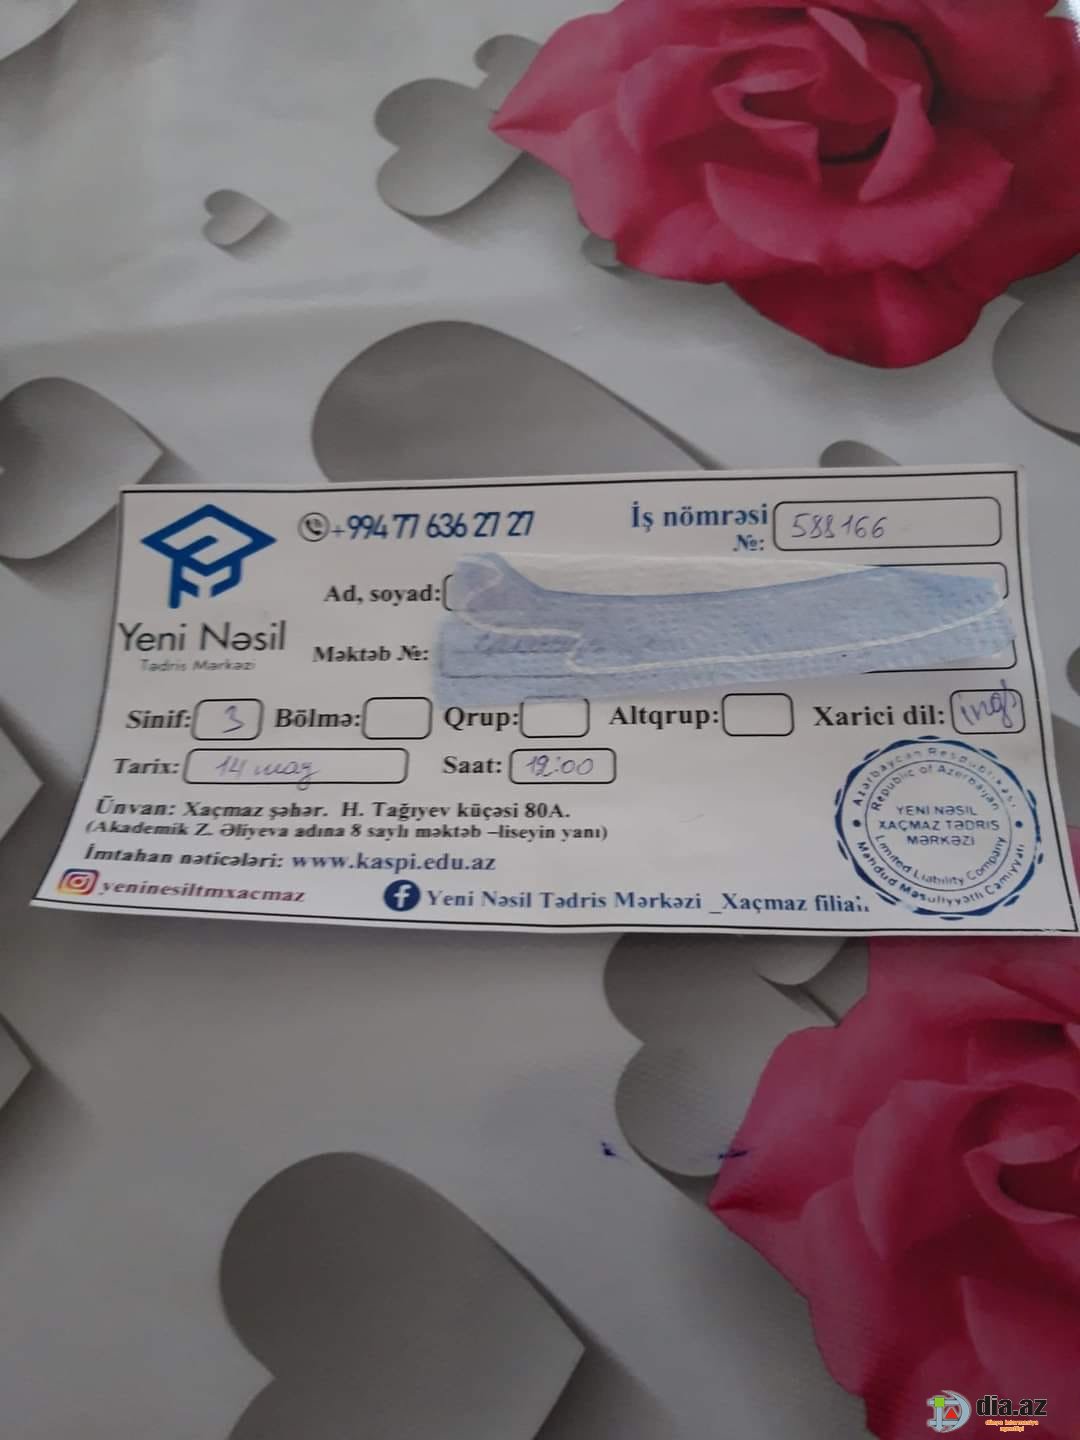 +994 77 636 27 27
İş nömrəsi №: 588166
Yeni Nəsil
Tədris Mərkəzi
Ad, soyad:
Məktəb №:
Sinif: 3 Bölmə: Qrup: Altqrup: Xarici dil: ing
Tarix: 14 may Saat: 12:00
Ünvan: Xaçmaz şəhər. H. Tağıyev küçəsi 80A.
(Akademik Z. Əliyeva adına 8 saylı məktəb –liseyin yanı)
İmtahan nəticələri: www.kaspi.edu.az
yeninesiltmxacmaz
Yeni Nəsil Tədris Mərkəzi _Xaçmaz filialı
Azərbaycan Respublikası
Republic of Azerbaijan
YENİ NƏSİL
XAÇMAZ TƏDRİS
MƏRKƏZİ
Limited Liability Company
Məhdud Məsuliyyətli Cəmiyyəti
dia.az